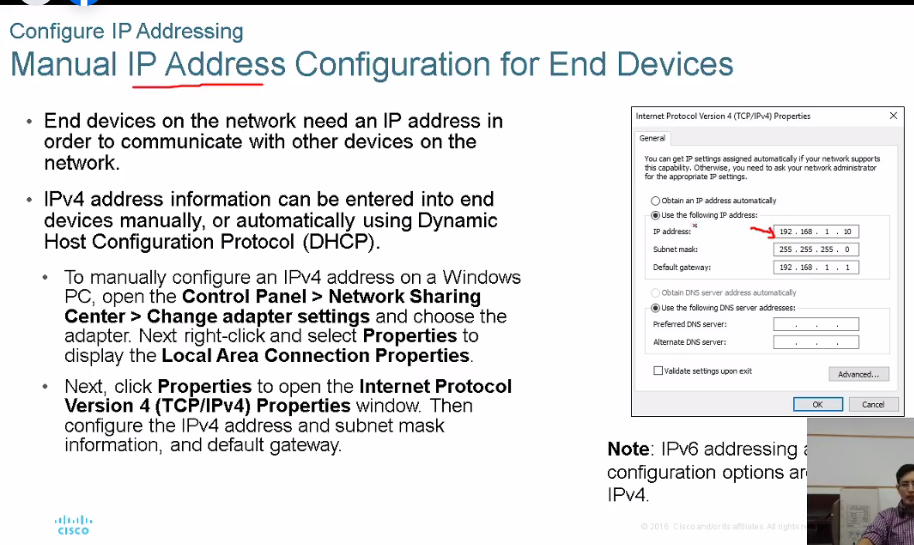 Configure IP Addressing
Manual IP Address Configuration for End Devices
• End devices on the network need an IP address in
order to communicate with other devices on the
network.
• IPv4 address information can be entered into end
devices manually, or automatically using Dynamic
Host Configuration Protocol (DHCP).
• To manually configure an IPv4 address on a Windows
PC, open the Control Panel > Network Sharing
Center > Change adapter settings and choose the
adapter. Next right-click and select Properties to
display the Local Area Connection Properties.
• Next, click Properties to open the Internet Protocol
Version 4 (TCP/IPv4) Properties window. Then
configure the IPv4 address and subnet mask
information, and default gateway.
Internet Protocol Version 4 (TCP/IPv4) Properties
General
You can get IP settings assigned automatically if your network supports
this capability. Otherwise, you need to ask your network administrator
for the appropriate IP settings.
Obtain an IP address automatically
Use the following IP address:
IP address: 192 . 168 . 1 . 10
Subnet mask: 255 . 255 . 255 . 0
Default gateway: 192 . 168 . 1 . 1
Obtain DNS server address automatically
Use the following DNS server addresses:
Preferred DNS server: . . .
Alternate DNS server: . . .
Validate settings upon exit
Advanced...
OK Cancel
Note: IPv6 addressing
configuration options
IPv4.
CISCO
© 2016 Cisco and/or its affiliates. All rights